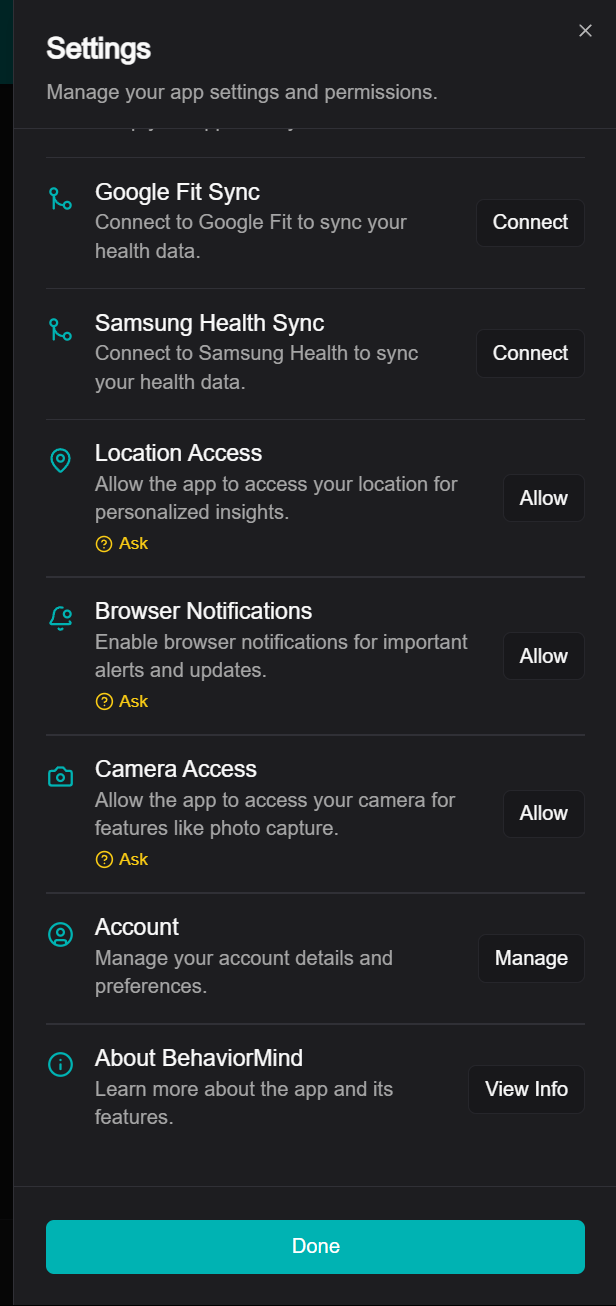 Settings
Manage your app settings and permissions.
Google Fit Sync
Connect to Google Fit to sync your
health data.
Connect
Samsung Health Sync
Connect to Samsung Health to sync
your health data.
Connect
Location Access
Allow the app to access your location for
personalized insights.
Ask
Allow
Browser Notifications
Enable browser notifications for important
alerts and updates.
Ask
Allow
Camera Access
Allow the app to access your camera for
features like photo capture.
Ask
Allow
Account
Manage your account details and
preferences.
Manage
About BehaviorMind
Learn more about the app and its
features.
View Info
Done